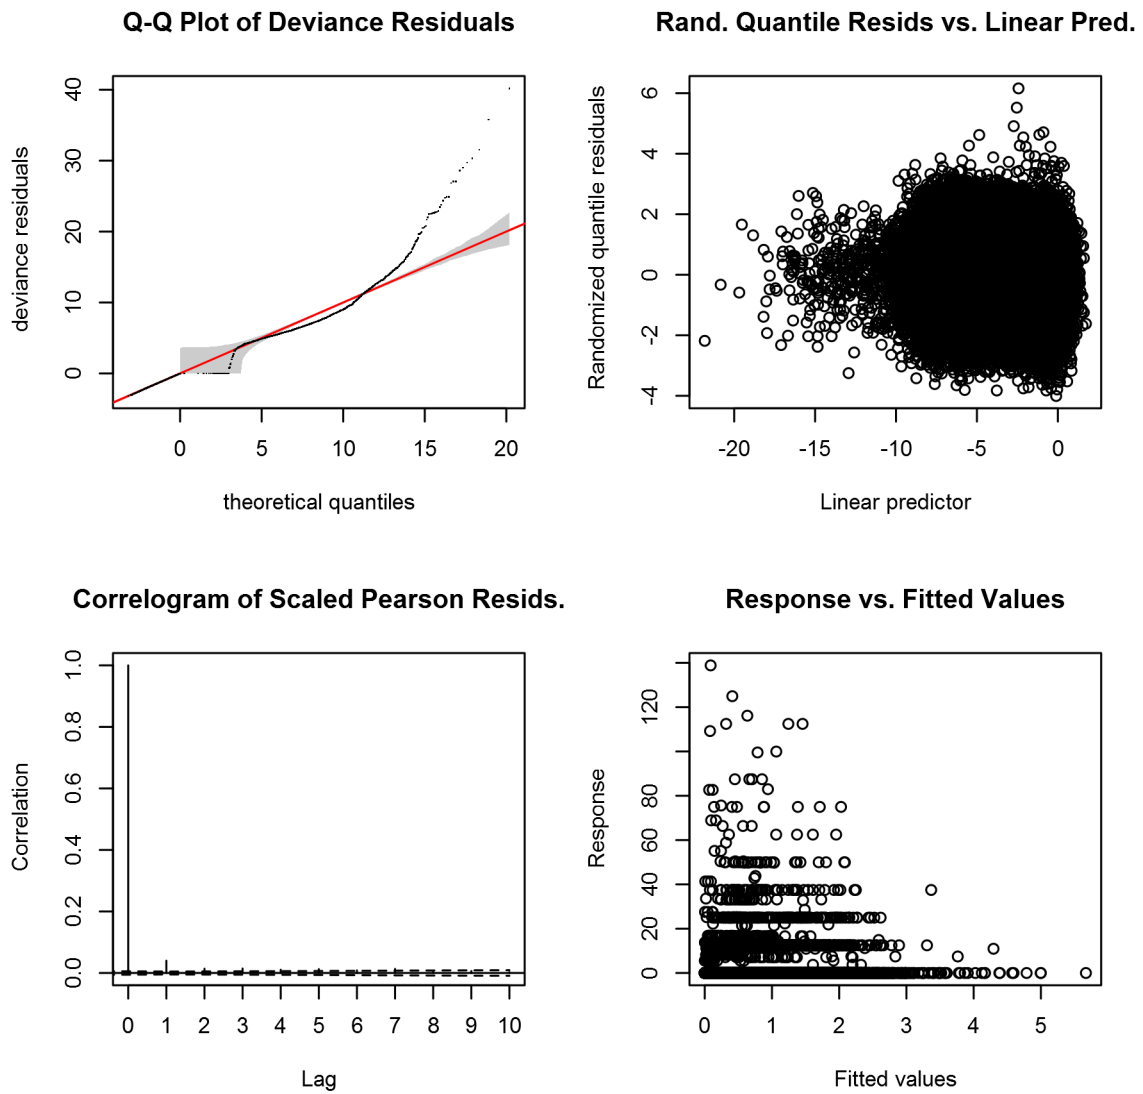 Q-Q Plot of Deviance Residuals
deviance residuals
0 10 20 30 40
0 5 10 15 20
theoretical quantiles
Rand. Quantile Resids vs. Linear Pred.
Randomized quantile residuals
-4 -2 0 2 4 6
-20 -15 -10 -5 0
Linear predictor
Correlogram of Scaled Pearson Resids.
Correlation
0.0 0.2 0.4 0.6 0.8 1.0
0 1 2 3 4 5 6 7 8 9 10
Lag
Response vs. Fitted Values
Response
0 20 40 60 80 120
0 1 2 3 4 5
Fitted values